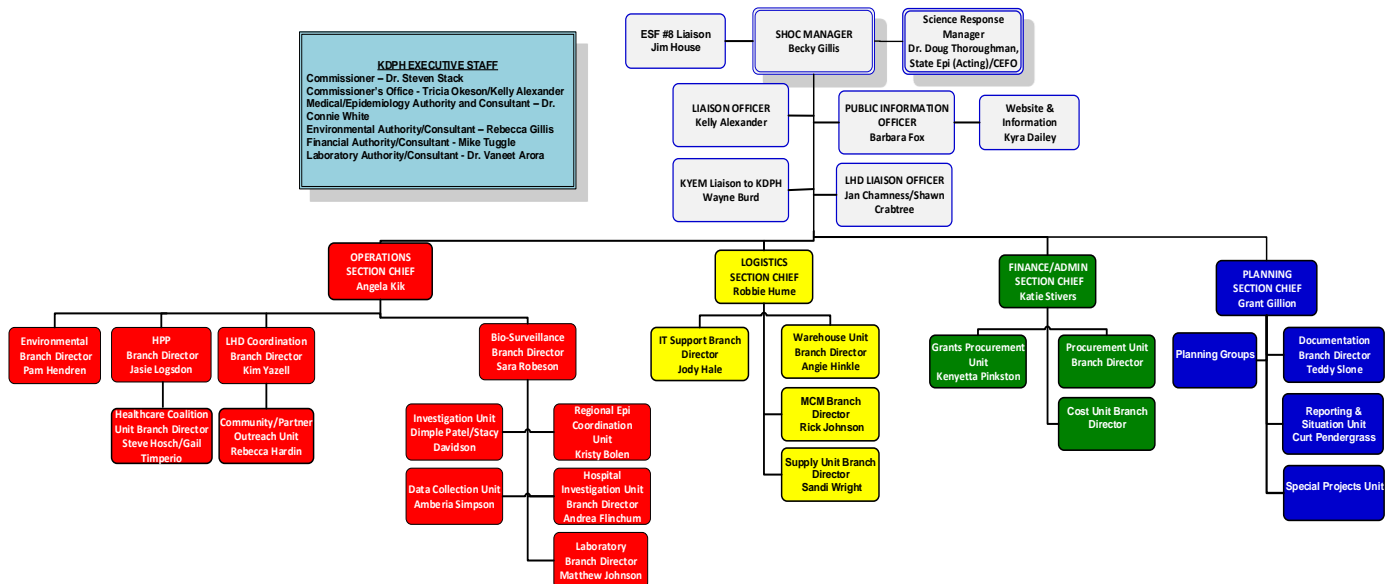 KDPH EXECUTIVE STAFF
Commissioner – Dr. Steven Stack
Commissioner's Office - Tricia Okeson/Kelly Alexander
Medical/Epidemiology Authority and Consultant – Dr.
Connie White
Environmental Authority/Consultant – Rebecca Gillis
Financial Authority/Consultant - Mike Tuggle
Laboratory Authority/Consultant - Dr. Vaneet Arora
ESF #8 Liaison
Jim House
SHOC MANAGER
Becky Gillis
Science Response
Manager
Dr. Doug Thoroughman,
State Epi (Acting)/CEFO
LIAISON OFFICER
Kelly Alexander
PUBLIC INFORMATION
OFFICER
Barbara Fox
Website &
Information
Kyra Dailey
KYEM Liaison to KDPH
Wayne Burd
LHD LIAISON OFFICER
Jan Chamness/Shawn
Crabtree
OPERATIONS
SECTION CHIEF
Angela Kik
LOGISTICS
SECTION CHIEF
Robbie Hume
FINANCE/ADMIN
SECTION CHIEF
Katie Stivers
PLANNING
SECTION CHIEF
Grant Gillion
Environmental
Branch Director
Pam Hendren
HPP
Branch Director
Jasie Logsdon
LHD Coordination
Branch Director
Kim Yazell
Bio-Surveillance
Branch Director
Sara Robeson
Healthcare Coalition
Unit Branch Director
Steve Hosch/Gail
Timperio
Community/Partner
Outreach Unit
Rebecca Hardin
Investigation Unit
Dimple Patel/Stacy
Davidson
Regional Epi
Coordination
Unit
Kristy Bolen
Data Collection Unit
Amberia Simpson
Hospital
Investigation Unit
Branch Director
Andrea Flinchum
Laboratory
Branch Director
Matthew Johnson
IT Support Branch
Director
Jody Hale
Warehouse Unit
Branch Director
Angie Hinkle
MCM Branch
Director
Rick Johnson
Supply Unit Branch
Director
Sandi Wright
Grants Procurement
Unit
Kenyetta Pinkston
Procurement Unit
Branch Director
Cost Unit Branch
Director
Planning Groups
Documentation
Branch Director
Teddy Slone
Reporting &
Situation Unit
Curt Pendergrass
Special Projects Unit